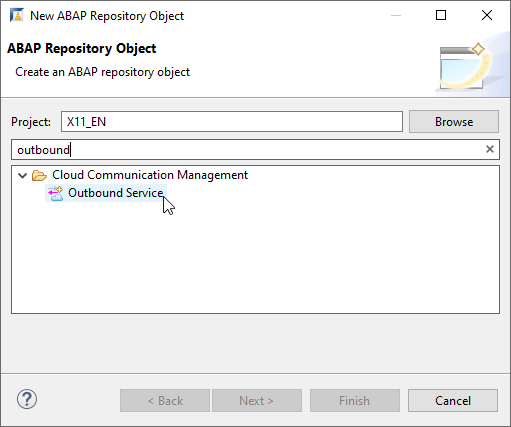 New ABAP Repository Object
ABAP Repository Object
Create an ABAP repository object
Project: X11_EN Browse
outbound
Cloud Communication Management
Outbound Service
? < Back Next > Finish Cancel